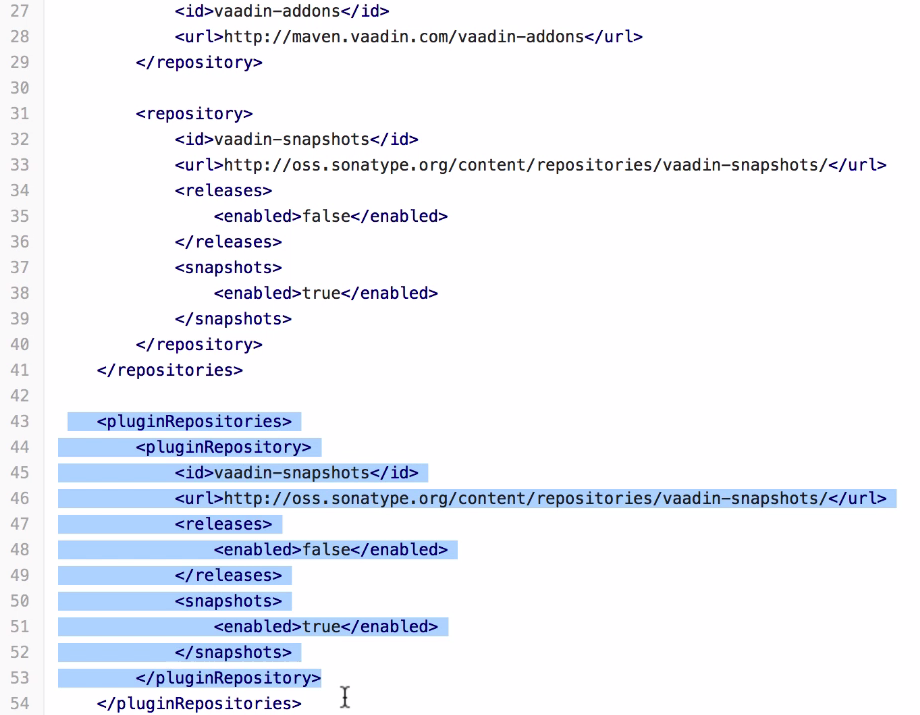 27 <id>vaadin-addons</id>
28 <url>http://maven.vaadin.com/vaadin-addons</url>
29 </repository>
30
31 <repository>
32 <id>vaadin-snapshots</id>
33 <url>http://oss.sonatype.org/content/repositories/vaadin-snapshots/</url>
34 <releases>
35 <enabled>false</enabled>
36 </releases>
37 <snapshots>
38 <enabled>true</enabled>
39 </snapshots>
40 </repository>
41 </repositories>
42
43 <pluginRepositories>
44 <pluginRepository>
45 <id>vaadin-snapshots</id>
46 <url>http://oss.sonatype.org/content/repositories/vaadin-snapshots/</url>
47 <releases>
48 <enabled>false</enabled>
49 </releases>
50 <snapshots>
51 <enabled>true</enabled>
52 </snapshots>
53 </pluginRepository>
54 </pluginRepositories>